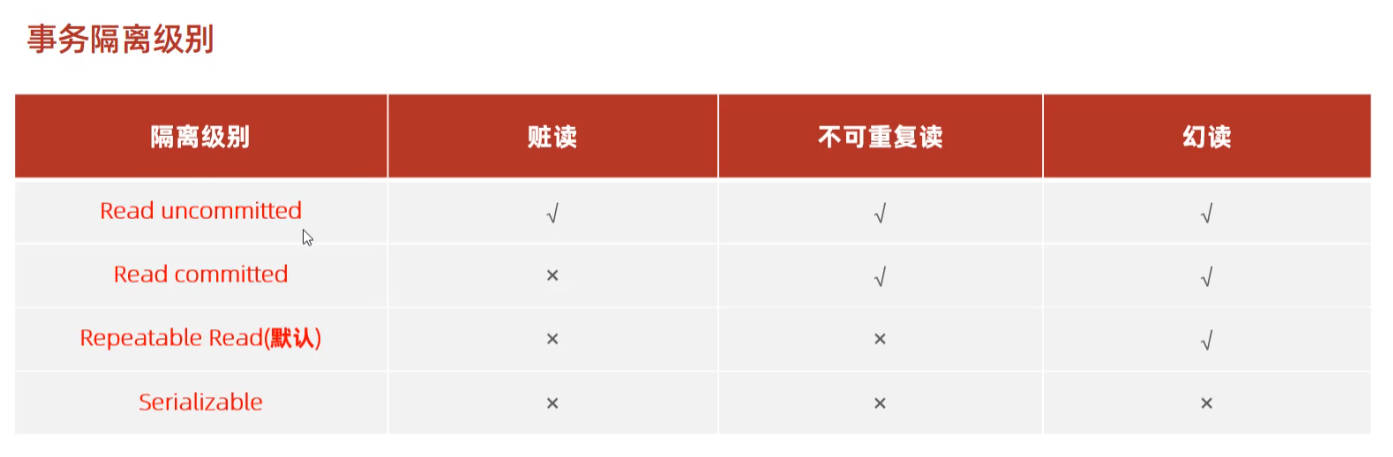 事务隔离级别
隔离级别 赃读 不可重复读 幻读
Read uncommitted √ √ √
Read committed × √ √
Repeatable Read(默认) × × √
Serializable × × ×